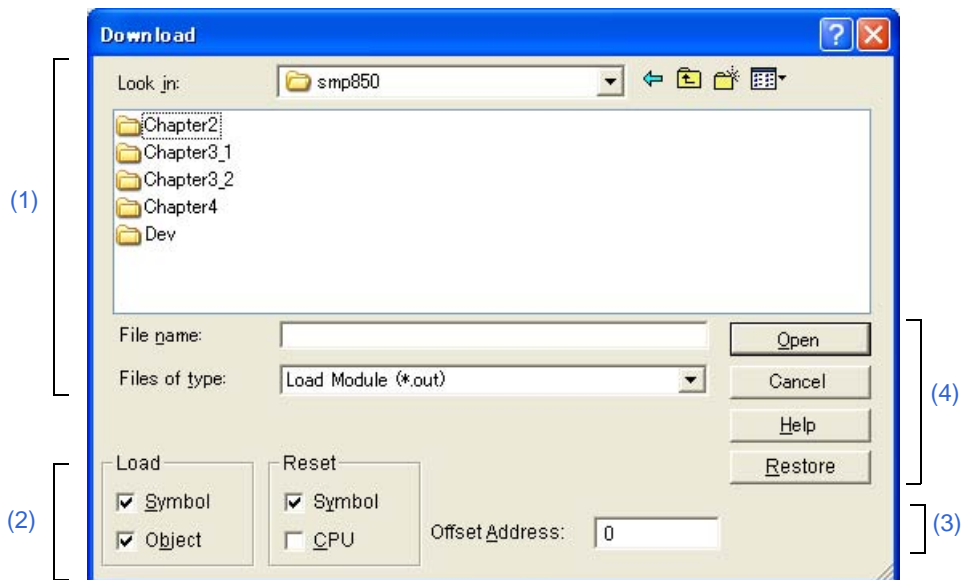 Download
Look in: smp850
Chapter2
Chapter3_1
Chapter3_2
Chapter4
Dev
(1)
File name:
Open
Files of type: Load Module (*.out)
Cancel
(4)
Help
Restore
Load
Reset
(2)
Symbol
Symbol
Object
CPU
Offset Address: 0
(3)